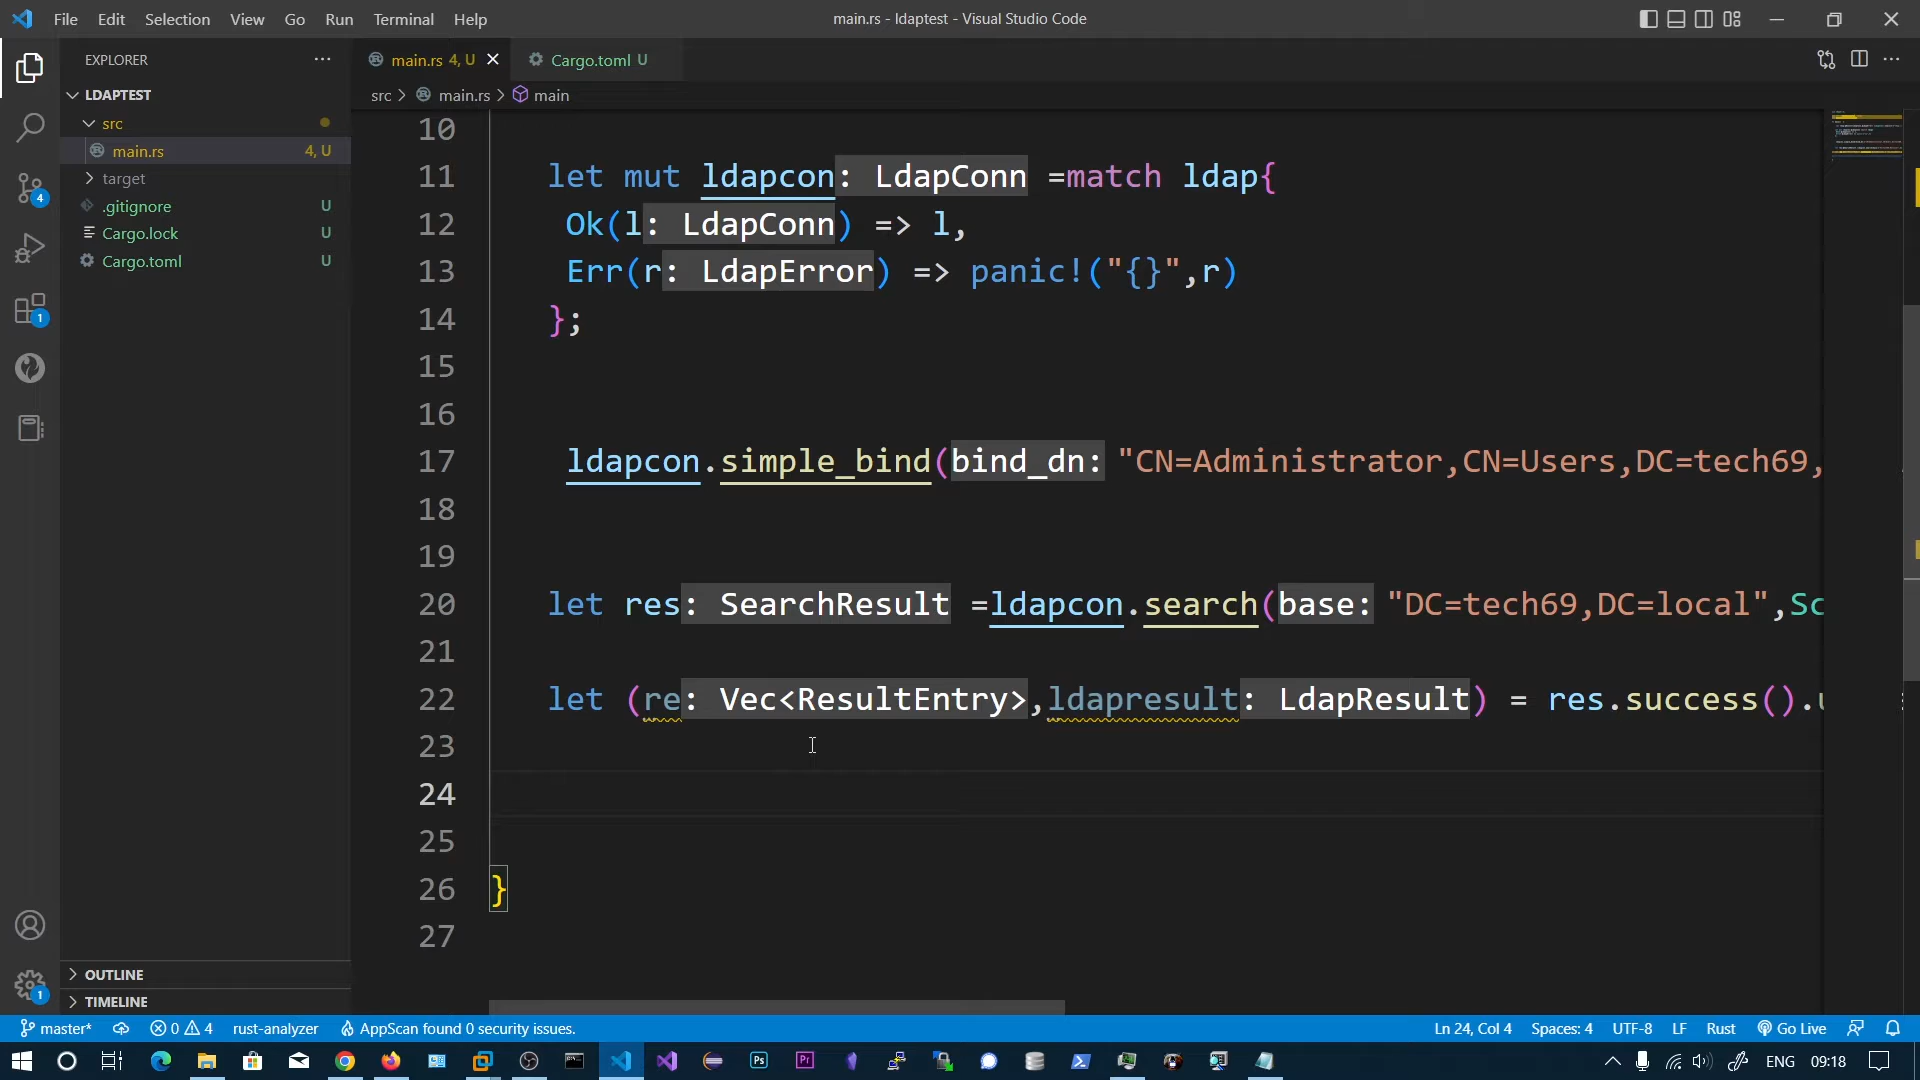 File Edit Selection View Go Run Terminal Help
main.rs - ldaptest - Visual Studio Code
EXPLORER
LDAPTEST
src
main.rs 4, U
target
.gitignore U
Cargo.lock U
Cargo.toml U
OUTLINE
TIMELINE
main.rs 4, U
Cargo.toml U
src > main.rs > main
10
11 let mut ldapcon: LdapConn =match ldap{
12 Ok(l: LdapConn) => l,
13 Err(r: LdapError) => panic!("{}",r)
14 };
15
16
17 ldapcon.simple_bind(bind_dn: "CN=Administrator,CN=Users,DC=tech69,
18
19
20 let res: SearchResult =ldapcon.search(base: "DC=tech69,DC=local",Sc
21
22 let (re: Vec<ResultEntry>,ldapresult: LdapResult) = res.success().u
23
24
25
26 }
27
4
1
1
master* 0 4 rust-analyzer AppScan found 0 security issues.
Ln 24, Col 4 Spaces: 4 UTF-8 LF Rust Go Live
ENG 09:18